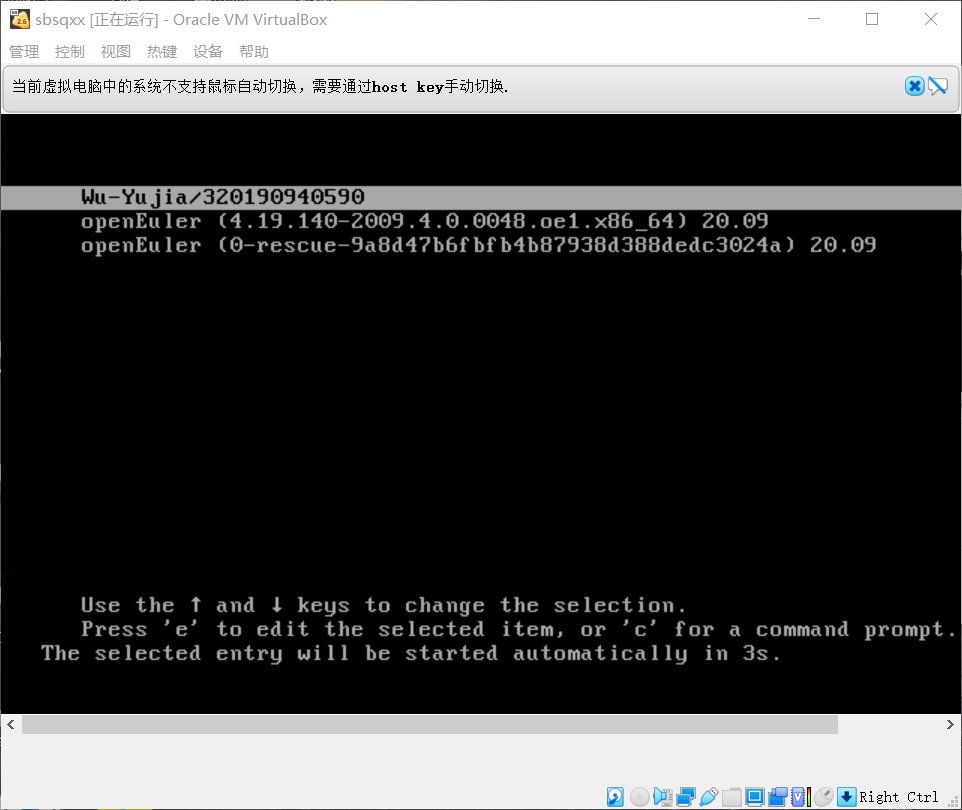 sbsqxx [正在运行] - Oracle VM VirtualBox
管理 控制 视图 热键 设备 帮助
当前虚拟电脑中的系统不支持鼠标自动切换，需要通过host key手动切换.
Wu-Yujia/320190940590
openEuler (4.19.140-2009.4.0.0048.oe1.x86_64) 20.09
openEuler (0-rescue-9a8d47b6fbfb4b87938d388dedc3024a) 20.09
Use the ↑ and ↓ keys to change the selection.
Press 'e' to edit the selected item, or 'c' for a command prompt.
The selected entry will be started automatically in 3s.
Right Ctrl